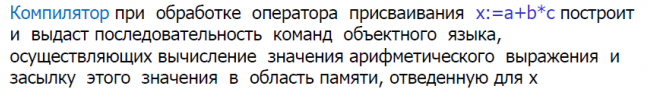 Компилятор при обработке оператора присваивания x:=a+b*c построит
и выдаст последовательность команд объектного языка,
осуществляющих вычисление значения арифметического выражения и
засылку этого значения в область памяти, отведенную для x